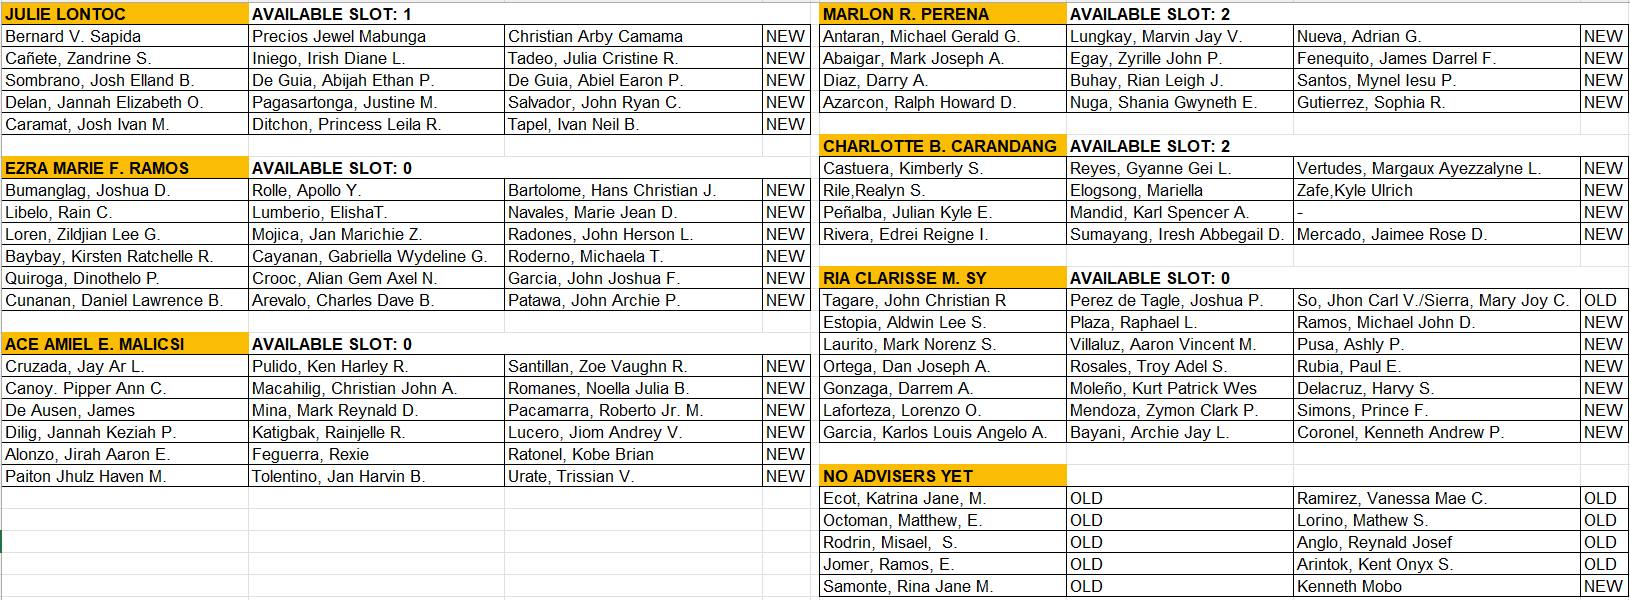 JULIE LONTOC AVAILABLE SLOT: 1
Bernard V. Sapida Precios Jewel Mabunga Christian Arby Camama NEW
Cañete, Zandrine S. Iniego, Irish Diane L. Tadeo, Julia Cristine R. NEW
Sombrano, Josh Elland B. De Guia, Abijah Ethan P. De Guia, Abiel Earon P. NEW
Delan, Jannah Elizabeth O. Pagasartonga, Justine M. Salvador, John Ryan C. NEW
Caramat, Josh Ivan M. Ditchon, Princess Leila R. Tapel, Ivan Neil B. NEW
EZRA MARIE F. RAMOS AVAILABLE SLOT: 0
Bumanglag, Joshua D. Rolle, Apollo Y. Bartolome, Hans Christian J. NEW
Libelo, Rain C. Lumberio, ElishaT. Navales, Marie Jean D. NEW
Loren, Zildjian Lee G. Mojica, Jan Marichie Z. Radones, John Herson L. NEW
Baybay, Kirsten Ratchelle R. Cayanan, Gabriella Wydeline G. Roderno, Michaela T. NEW
Quiroga, Dinothelo P. Crooc, Alian Gem Axel N. Garcia, John Joshua F. NEW
Cunanan, Daniel Lawrence B. Arevalo, Charles Dave B. Patawa, John Archie P. NEW
ACE AMIEL E. MALICSI AVAILABLE SLOT: 0
Cruzada, Jay Ar L. Pulido, Ken Harley R. Santillan, Zoe Vaughn R. NEW
Canoy. Pipper Ann C. Macahilig, Christian John A. Romanes, Noella Julia B. NEW
De Ausen, James Mina, Mark Reynald D. Pacamarra, Roberto Jr. M. NEW
Dilig, Jannah Keziah P. Katigbak, Rainjelle R. Lucero, Jiom Andrey V. NEW
Alonzo, Jirah Aaron E. Feguerra, Rexie Ratonel, Kobe Brian NEW
Paiton Jhulz Haven M. Tolentino, Jan Harvin B. Urate, Trissian V. NEW
MARLON R. PERENA AVAILABLE SLOT: 2
Antaran, Michael Gerald G. Lungkay, Marvin Jay V. Nueva, Adrian G. NEW
Abaigar, Mark Joseph A. Egay, Zyrille John P. Fenequito, James Darrel F. NEW
Diaz, Darry A. Buhay, Rian Leigh J. Santos, Mynel Iesu P. NEW
Azarcon, Ralph Howard D. Nuga, Shania Gwyneth E. Gutierrez, Sophia R. NEW
CHARLOTTE B. CARANDANG AVAILABLE SLOT: 2
Castuera, Kimberly S. Reyes, Gyanne Gei L. Vertudes, Margaux Ayezzalyne L. NEW
Rile,Realyn S. Elogsong, Mariella Zafe,Kyle Ulrich NEW
Peñalba, Julian Kyle E. Mandid, Karl Spencer A. - NEW
Rivera, Edrei Reigne I. Sumayang, Iresh Abbegail D. Mercado, Jaimee Rose D. NEW
RIA CLARISSE M. SY AVAILABLE SLOT: 0
Tagare, John Christian R Perez de Tagle, Joshua P. So, Jhon Carl V./Sierra, Mary Joy C. OLD
Estopia, Aldwin Lee S. Plaza, Raphael L. Ramos, Michael John D. NEW
Laurito, Mark Norenz S. Villaluz, Aaron Vincent M. Pusa, Ashly P. NEW
Ortega, Dan Joseph A. Rosales, Troy Adel S. Rubia, Paul E. NEW
Gonzaga, Darrem A. Moleño, Kurt Patrick Wes Delacruz, Harvy S. NEW
Laforteza, Lorenzo O. Mendoza, Zymon Clark P. Simons, Prince F. NEW
Garcia, Karlos Louis Angelo A. Bayani, Archie Jay L. Coronel, Kenneth Andrew P. NEW
NO ADVISERS YET
Ecot, Katrina Jane, M. OLD Ramirez, Vanessa Mae C. OLD
Octoman, Matthew, E. OLD Lorino, Mathew S. OLD
Rodrin, Misael, S. OLD Anglo, Reynald Josef OLD
Jomer, Ramos, E. OLD Arintok, Kent Onyx S. OLD
Samonte, Rina Jane M. OLD Kenneth Mobo NEW